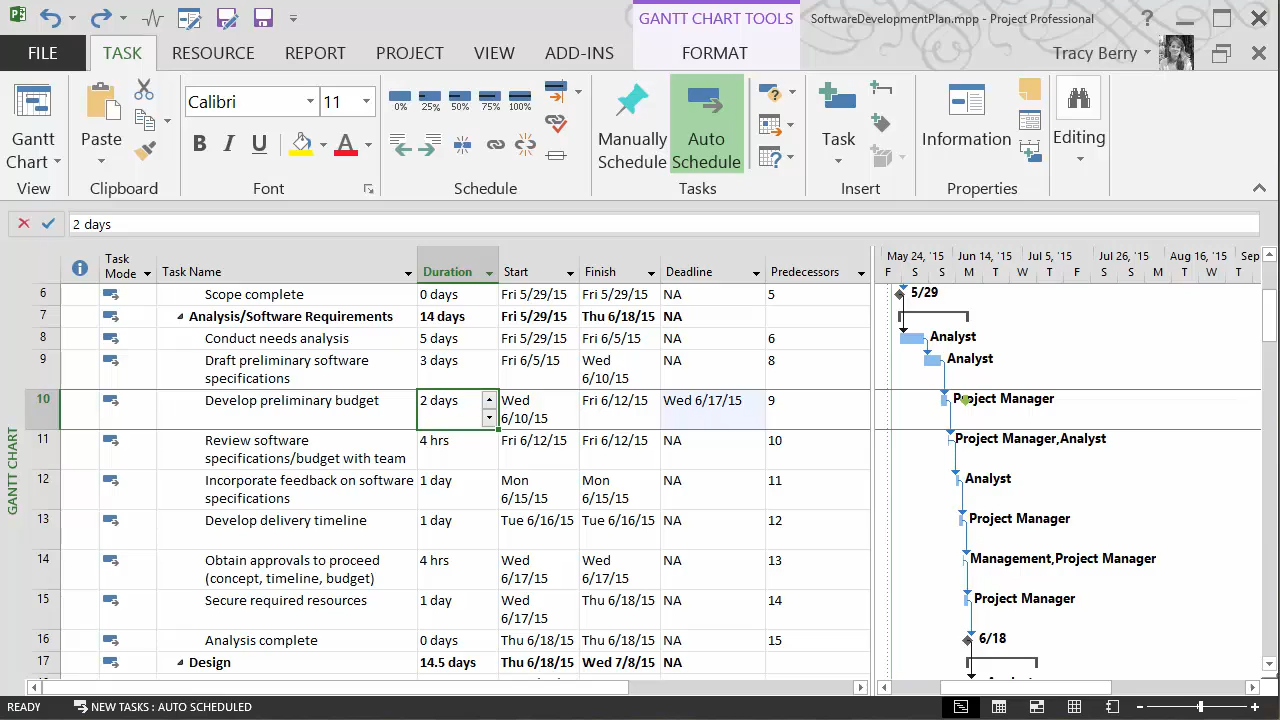 GANTT CHART TOOLS
SoftwareDevelopmentPlan.mpp - Project Professional
?
FILE
TASK
RESOURCE
REPORT
PROJECT
VIEW
ADD-INS
FORMAT
Tracy Berry
Gantt
Chart
View
Paste
Clipboard
Calibri
11
B I U
A
Font
0% 25% 50% 75% 100%
Schedule
Manually
Schedule
Auto
Schedule
Tasks
Task
Insert
Information
Properties
Editing
2 days
Task
Mode
Task Name
Duration
Start
Finish
Deadline
Predecessors
May 24, '15 Jun 14, '15 Jul 5, '15 Jul 26, '15 Aug 16, '15 Sep
F S S M T W T F S S M T
GANTT CHART
6 Scope complete 0 days Fri 5/29/15 Fri 5/29/15 NA 5
5/29
7 Analysis/Software Requirements 14 days Fri 5/29/15 Thu 6/18/15 NA
8 Conduct needs analysis 5 days Fri 5/29/15 Fri 6/5/15 NA 6
Analyst
9 Draft preliminary software 3 days Fri 6/5/15 Wed NA 8
specifications 6/10/15
Analyst
10 Develop preliminary budget 2 days Wed Fri 6/12/15 Wed 6/17/15 9
6/10/15
Project Manager
11 Review software 4 hrs Fri 6/12/15 Fri 6/12/15 NA 10
specifications/budget with team
Project Manager,Analyst
12 Incorporate feedback on software 1 day Mon Mon NA 11
specifications 6/15/15 6/15/15
Analyst
13 Develop delivery timeline 1 day Tue 6/16/15 Tue 6/16/15 NA 12
Project Manager
14 Obtain approvals to proceed 4 hrs Wed Wed NA 13
(concept, timeline, budget) 6/17/15 6/17/15
Management,Project Manager
15 Secure required resources 1 day Wed Thu 6/18/15 NA 14
6/17/15
Project Manager
16 Analysis complete 0 days Thu 6/18/15 Thu 6/18/15 NA 15
6/18
17 Design 14.5 days Thu 6/18/15 Wed 7/8/15 NA
READY
NEW TASKS : AUTO SCHEDULED